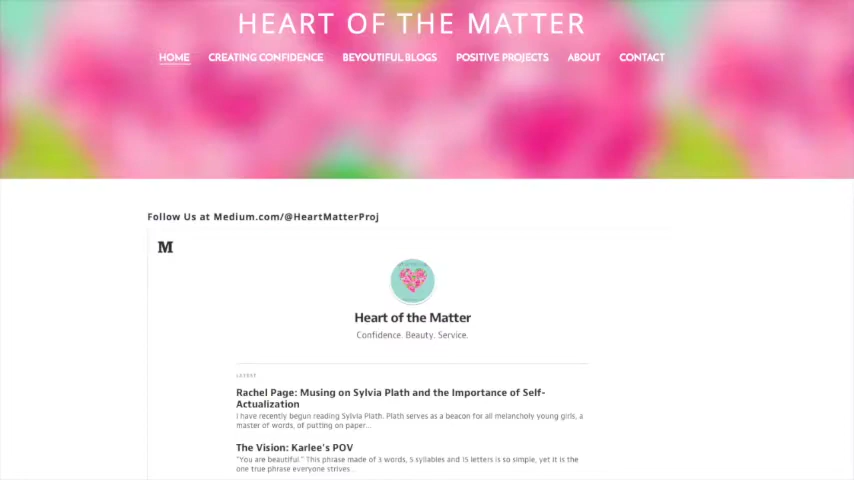 HEART OF THE MATTER
HOME CREATING CONFIDENCE BEYOUTIFUL BLOGS POSITIVE PROJECTS ABOUT CONTACT
Follow Us at Medium.com/@HeartMatterProj
M
Heart of the Matter
Confidence. Beauty. Service.
LATEST
Rachel Page: Musing on Sylvia Plath and the Importance of Self-
Actualization
I have recently begun reading Sylvia Plath. Plath serves as a beacon for all melancholy young girls, a
master of words, of putting on paper...
The Vision: Karlee's POV
"You are beautiful." This phrase made of 3 words, 5 syllables and 15 letters is so simple, yet it is the
one true phrase everyone strives...